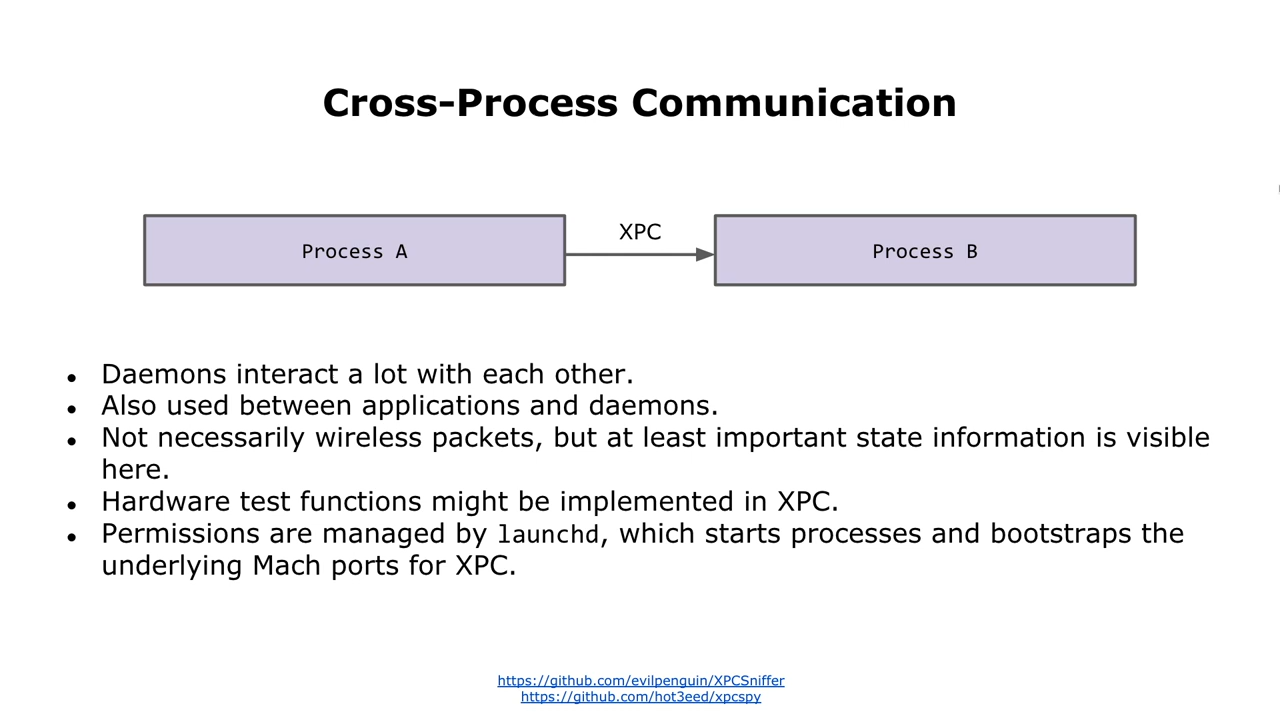 Cross-Process Communication
Process A
XPC
Process B
● Daemons interact a lot with each other.
● Also used between applications and daemons.
● Not necessarily wireless packets, but at least important state information is visible
here.
● Hardware test functions might be implemented in XPC.
● Permissions are managed by launchd, which starts processes and bootstraps the
underlying Mach ports for XPC.
https://github.com/evilpenguin/XPCSniffer
https://github.com/hot3eed/xpcspy